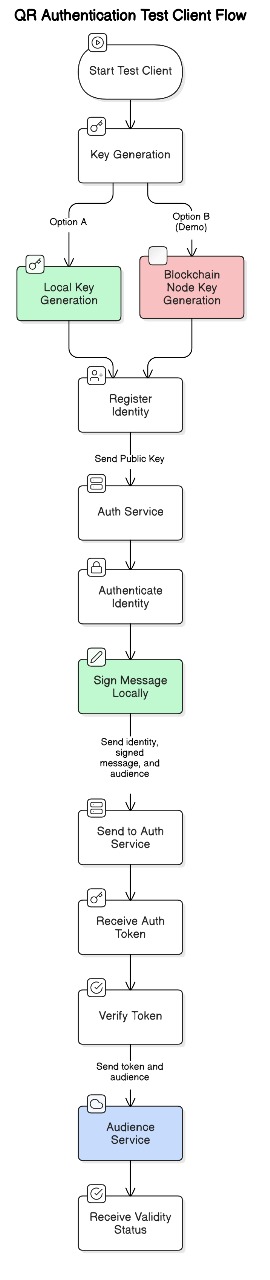 QR Authentication Test Client Flow
Start Test Client
Key Generation
Option A
Option B
(Demo)
Local Key
Generation
Blockchain
Node Key
Generation
Register
Identity
Send Public Key
Auth Service
Authenticate
Identity
Sign Message
Locally
Send identity,
signed
message, and
audience
Send to Auth
Service
Receive Auth
Token
Verify Token
Send token and
audience
Audience
Service
Receive Validity
Status